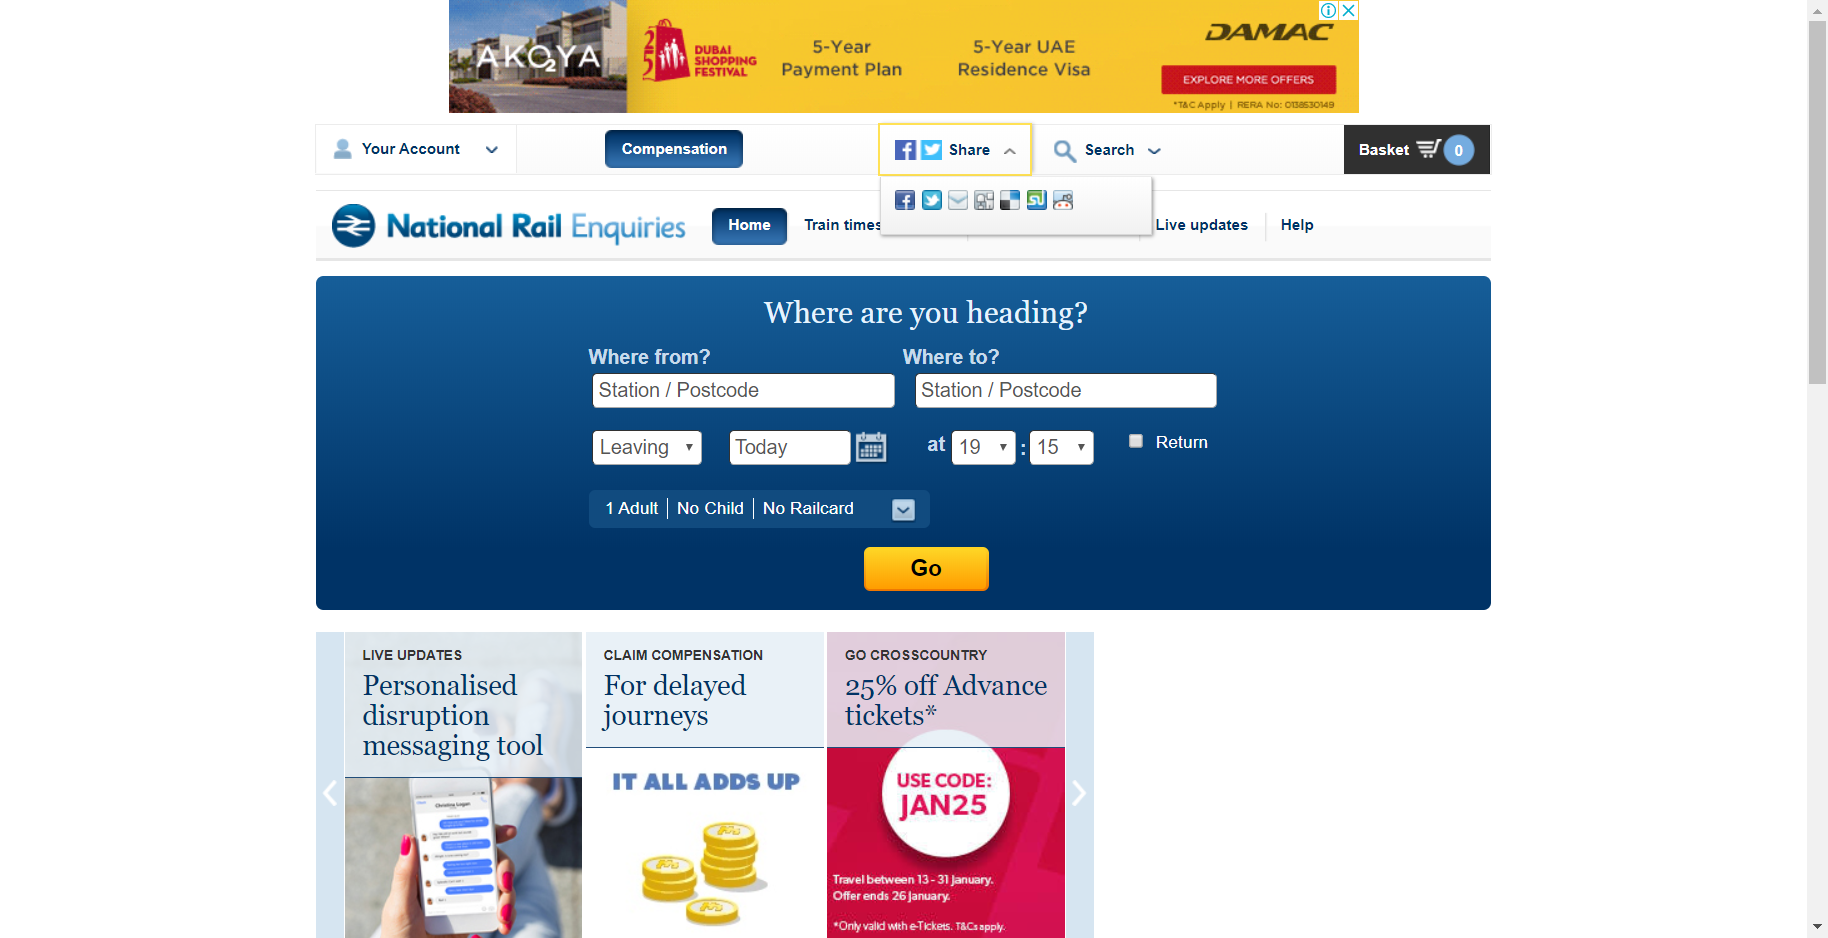 AKOYA
2
DUBAI
SHOPPING
FESTIVAL
5-Year
Payment Plan
5-Year UAE
Residence Visa
DAMAC
EXPLORE MORE OFFERS
*T&C Apply | RERA No: 0138530149
Your Account
Compensation
Share
Search
Basket
0
National Rail Enquiries
Home
Train times
Live updates
Help
Where are you heading?
Where from?
Where to?
Station / Postcode
Station / Postcode
Leaving
Today
at 19 : 15
Return
1 Adult | No Child | No Railcard
Go
LIVE UPDATES
Personalised
disruption
messaging tool
CLAIM COMPENSATION
For delayed
journeys
IT ALL ADDS UP
GO CROSSCOUNTRY
25% off Advance
tickets*
USE CODE:
JAN25
Travel between 13 - 31 January.
Offer ends 26 January.
*Only valid with e-Tickets. T&Cs apply.